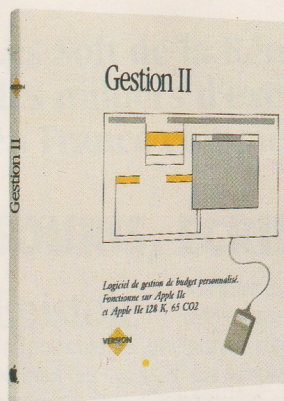 Gestion II
Gestion II
Logiciel de gestion de budget personnalisé.
Fonctionne sur Apple IIc
et Apple IIe 128 K, 65 CO2
VERSION